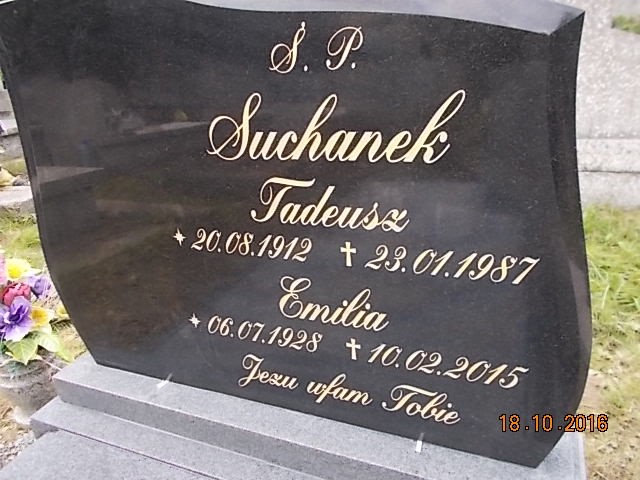 Ś. P.
Suchanek
Tadeusz
* 20.08.1912 † 23.01.1987
Emilia
* 06.07.1928 † 10.02.2015
Jezu wfam Tobie
18.10.2016